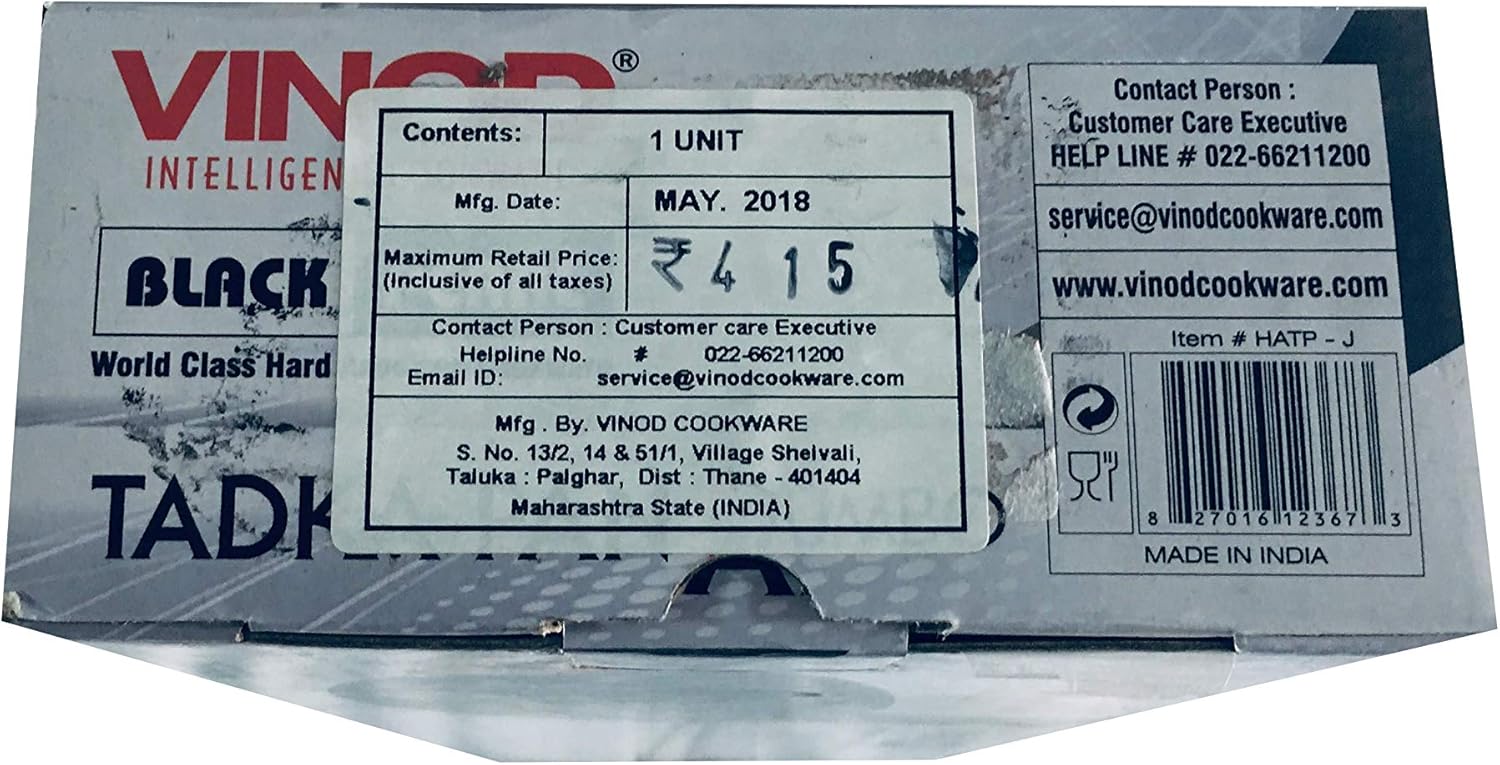 VINOD®
INTELLIGEN
BLACK
World Class Hard
TADK
Contents: 1 UNIT
Mfg. Date: MAY. 2018
Maximum Retail Price: ₹415
(Inclusive of all taxes)
Contact Person : Customer care Executive
Helpline No. # 022-66211200
Email ID: service@vinodcookware.com
Mfg . By. VINOD COOKWARE
S. No. 13/2, 14 & 51/1, Village Shelvali,
Taluka : Palghar, Dist : Thane - 401404
Maharashtra State (INDIA)
Contact Person :
Customer Care Executive
HELP LINE # 022-66211200
service@vinodcookware.com
www.vinodcookware.com
Item # HATP - J
8 27016 12367 3
MADE IN INDIA